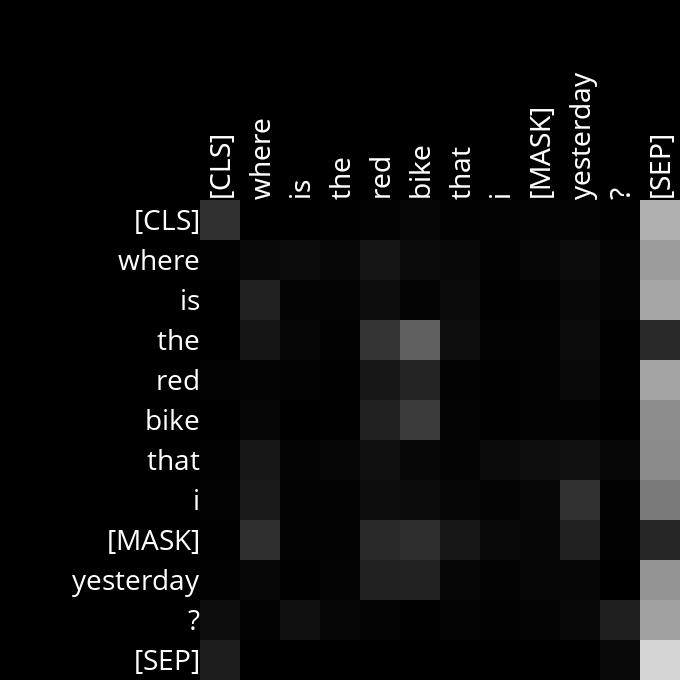 [CLS] where is the red bike that i [MASK] yesterday ? [SEP]
[CLS]
where
is
the
red
bike
that
i
[MASK]
yesterday
?
[SEP]